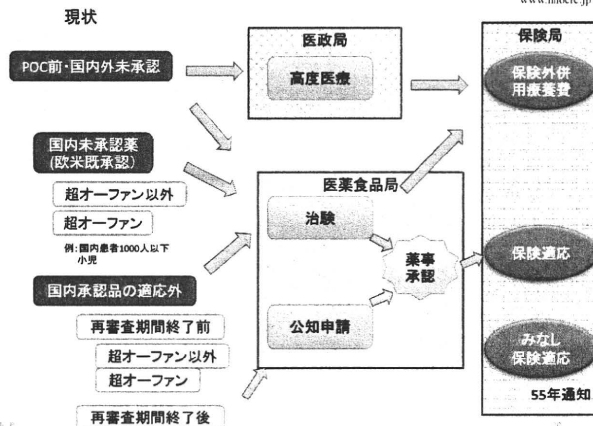 現状
POC前・国内外未承認
国内未承認薬
(欧米既承認)
超オーファン以外
超オーファン
例:国内患者1000人以下
小児
国内承認品の適応外
再審査期間終了前
超オーファン以外
超オーファン
再審査期間終了後
医政局
高度医療
医薬食品局
治験
公知申請
薬事
承認
保険局
保険外併
用療養費
保険適応
みなし
保険適応
55年通知